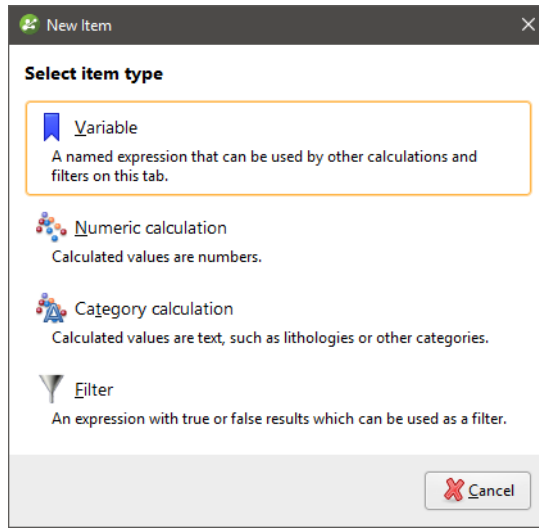 New Item
Select item type
Variable
A named expression that can be used by other calculations and
filters on this tab.
Numeric calculation
Calculated values are numbers.
Category calculation
Calculated values are text, such as lithologies or other categories.
Filter
An expression with true or false results which can be used as a filter.
Cancel